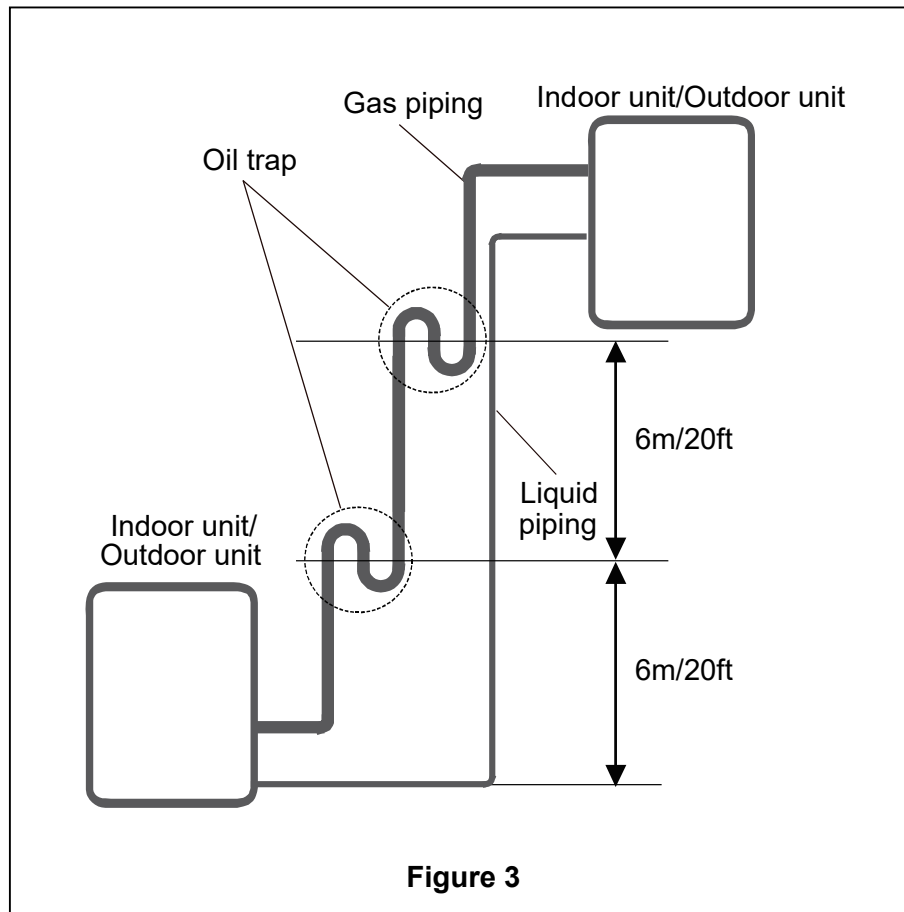 Gas piping
Indoor unit/Outdoor unit
Oil trap
6m/20ft
Liquid
piping
Indoor unit/
Outdoor unit
6m/20ft
Figure 3